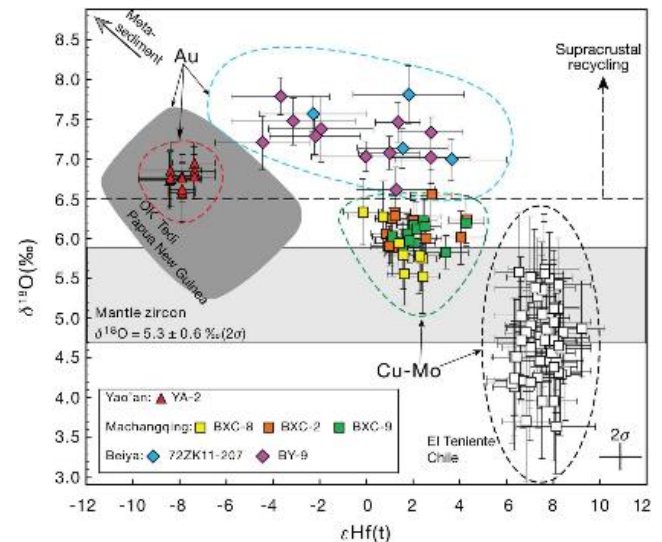 Meta-
sediment
Au
Supracrustal
recycling
OK Tedi
Papua New Guinea
Mantle zircon
δ¹⁸O = 5.3 ± 0.6 ‰(2σ)
Cu-Mo
Yao'an: YA-2
Machangqing: BXC-8 BXC-2 BXC-9
Beiya: 72ZK11-207 BY-9
El Teniente
Chile
2σ
8.5
8.0
7.5
7.0
6.5
6.0
5.5
5.0
4.5
4.0
3.5
3.0
δ¹⁸O(‰)
-12 -10 -8 -6 -4 -2 0 2 4 6 8 10 12
εHf(t)